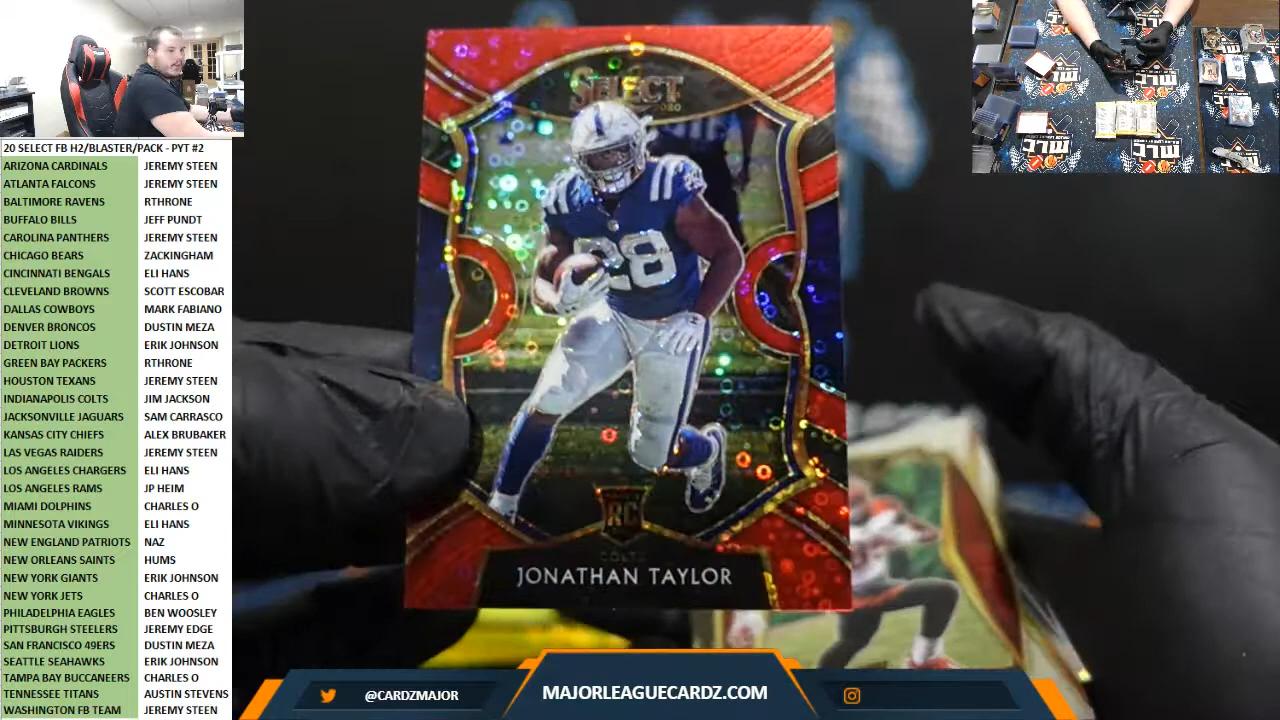 20 SELECT FB H2/BLASTER/PACK - PYT #2
ARIZONA CARDINALS JEREMY STEEN
ATLANTA FALCONS JEREMY STEEN
BALTIMORE RAVENS RTHRONE
BUFFALO BILLS JEFF PUNDT
CAROLINA PANTHERS JEREMY STEEN
CHICAGO BEARS ZACKINGHAM
CINCINNATI BENGALS ELI HANS
CLEVELAND BROWNS SCOTT ESCOBAR
DALLAS COWBOYS MARK FABIANO
DENVER BRONCOS DUSTIN MEZA
DETROIT LIONS ERIK JOHNSON
GREEN BAY PACKERS RTHRONE
HOUSTON TEXANS JEREMY STEEN
INDIANAPOLIS COLTS JIM JACKSON
JACKSONVILLE JAGUARS SAM CARRASCO
KANSAS CITY CHIEFS ALEX BRUBAKER
LAS VEGAS RAIDERS JEREMY STEEN
LOS ANGELES CHARGERS ELI HANS
LOS ANGELES RAMS JP HEIM
MIAMI DOLPHINS CHARLES O
MINNESOTA VIKINGS ELI HANS
NEW ENGLAND PATRIOTS NAZ
NEW ORLEANS SAINTS HUMS
NEW YORK GIANTS ERIK JOHNSON
NEW YORK JETS CHARLES O
PHILADELPHIA EAGLES BEN WOOSLEY
PITTSBURGH STEELERS JEREMY EDGE
SAN FRANCISCO 49ERS DUSTIN MEZA
SEATTLE SEAHAWKS ERIK JOHNSON
TAMPA BAY BUCCANEERS CHARLES O
TENNESSEE TITANS AUSTIN STEVENS
WASHINGTON FB TEAM JEREMY STEEN
SELECT
2020
28
RC
COLTS
JONATHAN TAYLOR
MLC
MLC
MLC
MLC
@CARDZMAJOR
MAJORLEAGUECARDZ.COM